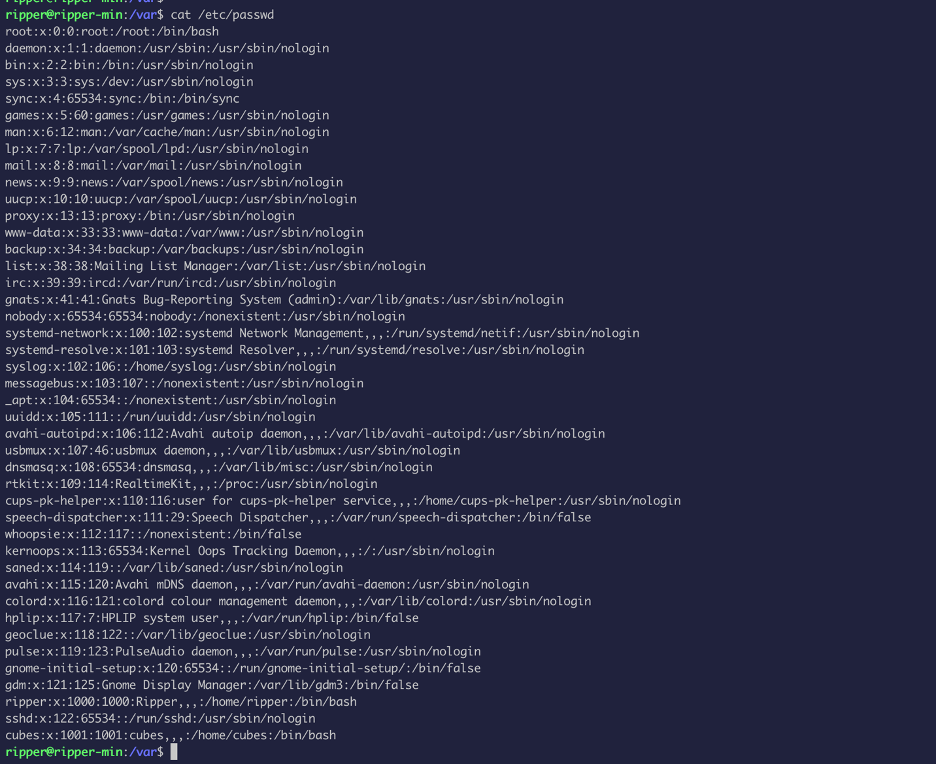 ripper@ripper-min:/var$ cat /etc/passwd
root:x:0:0:root:/root:/bin/bash
daemon:x:1:1:daemon:/usr/sbin:/usr/sbin/nologin
bin:x:2:2:bin:/bin:/usr/sbin/nologin
sys:x:3:3:sys:/dev:/usr/sbin/nologin
sync:x:4:65534:sync:/bin:/bin/sync
games:x:5:60:games:/usr/games:/usr/sbin/nologin
man:x:6:12:man:/var/cache/man:/usr/sbin/nologin
lp:x:7:7:lp:/var/spool/lpd:/usr/sbin/nologin
mail:x:8:8:mail:/var/mail:/usr/sbin/nologin
news:x:9:9:news:/var/spool/news:/usr/sbin/nologin
uucp:x:10:10:uucp:/var/spool/uucp:/usr/sbin/nologin
proxy:x:13:13:proxy:/bin:/usr/sbin/nologin
www-data:x:33:33:www-data:/var/www:/usr/sbin/nologin
backup:x:34:34:backup:/var/backups:/usr/sbin/nologin
list:x:38:38:Mailing List Manager:/var/list:/usr/sbin/nologin
irc:x:39:39:ircd:/var/run/ircd:/usr/sbin/nologin
gnats:x:41:41:Gnats Bug-Reporting System (admin):/var/lib/gnats:/usr/sbin/nologin
nobody:x:65534:65534:nobody:/nonexistent:/usr/sbin/nologin
systemd-network:x:100:102:systemd Network Management,,,:/run/systemd/netif:/usr/sbin/nologin
systemd-resolve:x:101:103:systemd Resolver,,,:/run/systemd/resolve:/usr/sbin/nologin
syslog:x:102:106::/home/syslog:/usr/sbin/nologin
messagebus:x:103:107::/nonexistent:/usr/sbin/nologin
_apt:x:104:65534::/nonexistent:/usr/sbin/nologin
uuidd:x:105:111::/run/uuidd:/usr/sbin/nologin
avahi-autoipd:x:106:112:Avahi autoip daemon,,,:/var/lib/avahi-autoipd:/usr/sbin/nologin
usbmux:x:107:46:usbmux daemon,,,:/var/lib/usbmux:/usr/sbin/nologin
dnsmasq:x:108:65534:dnsmasq,,,:/var/lib/misc:/usr/sbin/nologin
rtkit:x:109:114:RealtimeKit,,,:/proc:/usr/sbin/nologin
cups-pk-helper:x:110:116:user for cups-pk-helper service,,,:/home/cups-pk-helper:/usr/sbin/nologin
speech-dispatcher:x:111:29:Speech Dispatcher,,,:/var/run/speech-dispatcher:/bin/false
whoopsie:x:112:117::/nonexistent:/bin/false
kernoops:x:113:65534:Kernel Oops Tracking Daemon,,,:/:/usr/sbin/nologin
saned:x:114:119::/var/lib/saned:/usr/sbin/nologin
avahi:x:115:120:Avahi mDNS daemon,,,:/var/run/avahi-daemon:/usr/sbin/nologin
colord:x:116:121:colord colour management daemon,,,:/var/lib/colord:/usr/sbin/nologin
hplip:x:117:7:HPLIP system user,,,:/var/run/hplip:/bin/false
geoclue:x:118:122::/var/lib/geoclue:/usr/sbin/nologin
pulse:x:119:123:PulseAudio daemon,,,:/var/run/pulse:/usr/sbin/nologin
gnome-initial-setup:x:120:65534::/run/gnome-initial-setup/:/bin/false
gdm:x:121:125:Gnome Display Manager:/var/lib/gdm3:/bin/false
ripper:x:1000:1000:Ripper,,,:/home/ripper:/bin/bash
sshd:x:122:65534::/run/sshd:/usr/sbin/nologin
cubes:x:1001:1001:cubes,,,:/home/cubes:/bin/bash
ripper@ripper-min:/var$